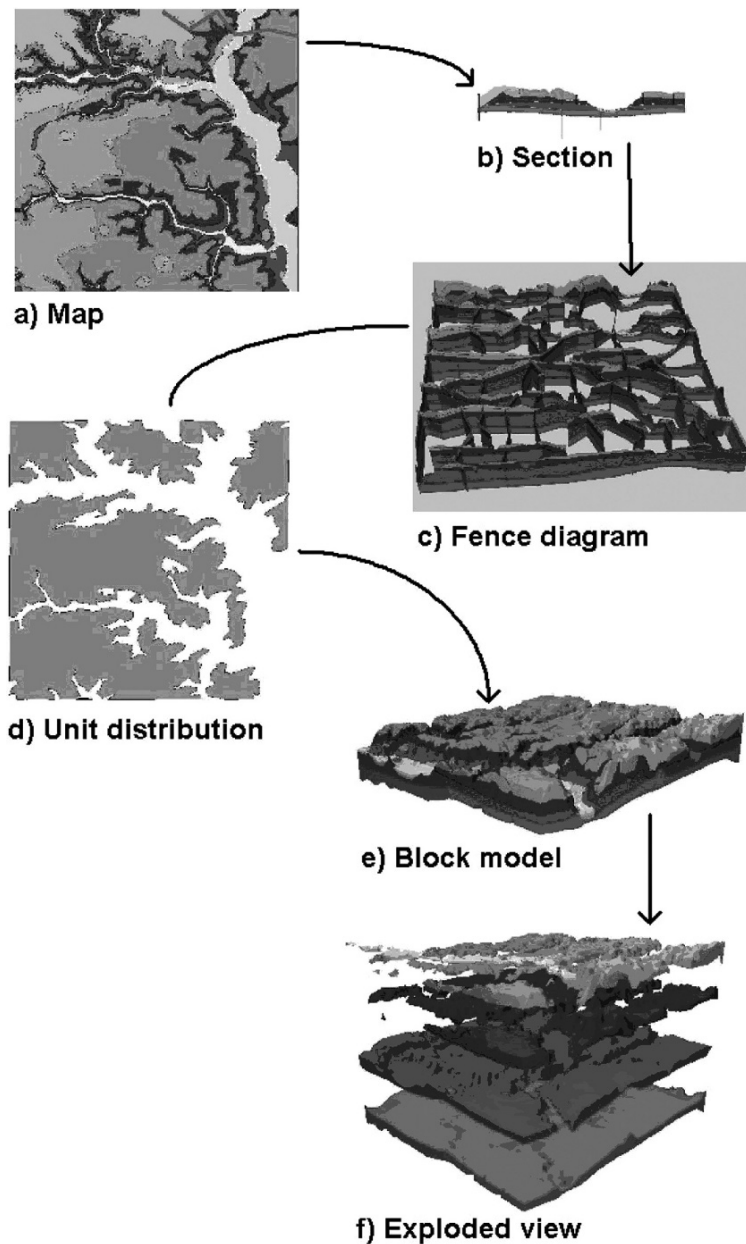 a) Map
b) Section
c) Fence diagram
d) Unit distribution
e) Block model
f) Exploded view